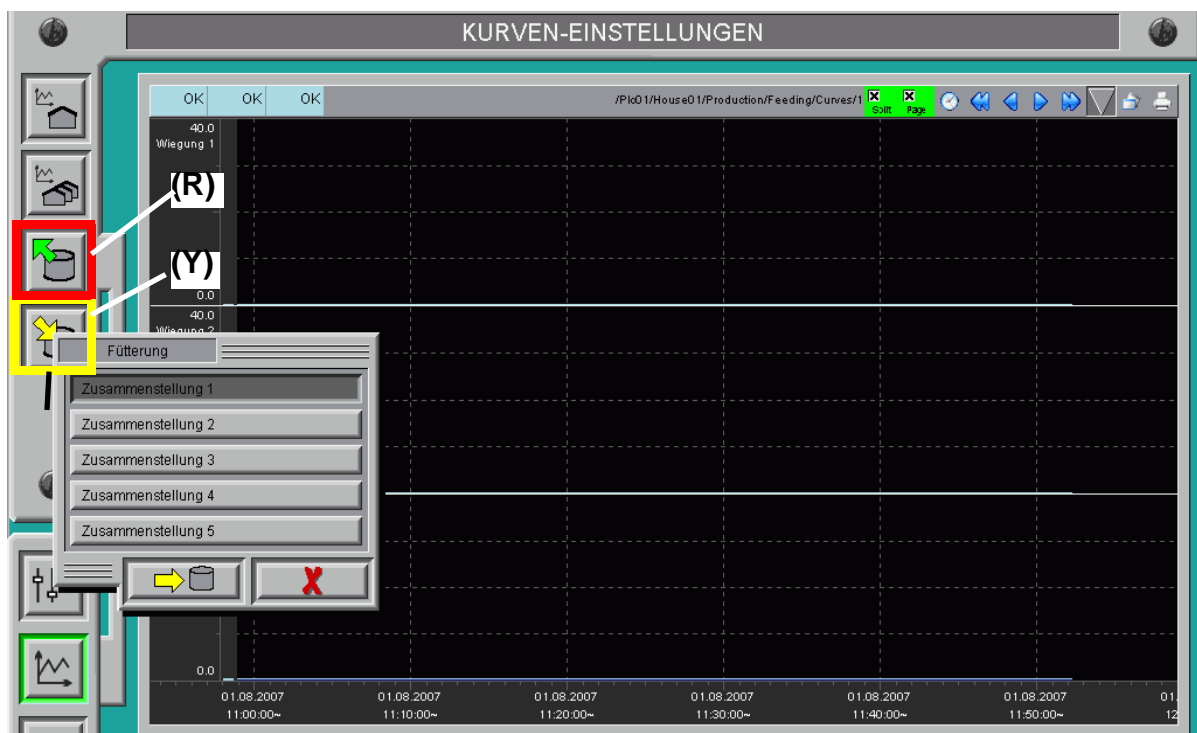 KURVEN-EINSTELLUNGEN
OK OK OK /Plc01/House01/Production/Feeding/Curves/1 Split Page
40.0
Wiegung 1
(R)
(Y)
0.0
40.0
Wiegung 2
Fütterung
Zusammenstellung 1
Zusammenstellung 2
Zusammenstellung 3
Zusammenstellung 4
Zusammenstellung 5
0.0
01.08.2007 01.08.2007 01.08.2007 01.08.2007 01.08.2007 01.08.2007 01.
11:00:00~ 11:10:00~ 11:20:00~ 11:30:00~ 11:40:00~ 11:50:00~ 12